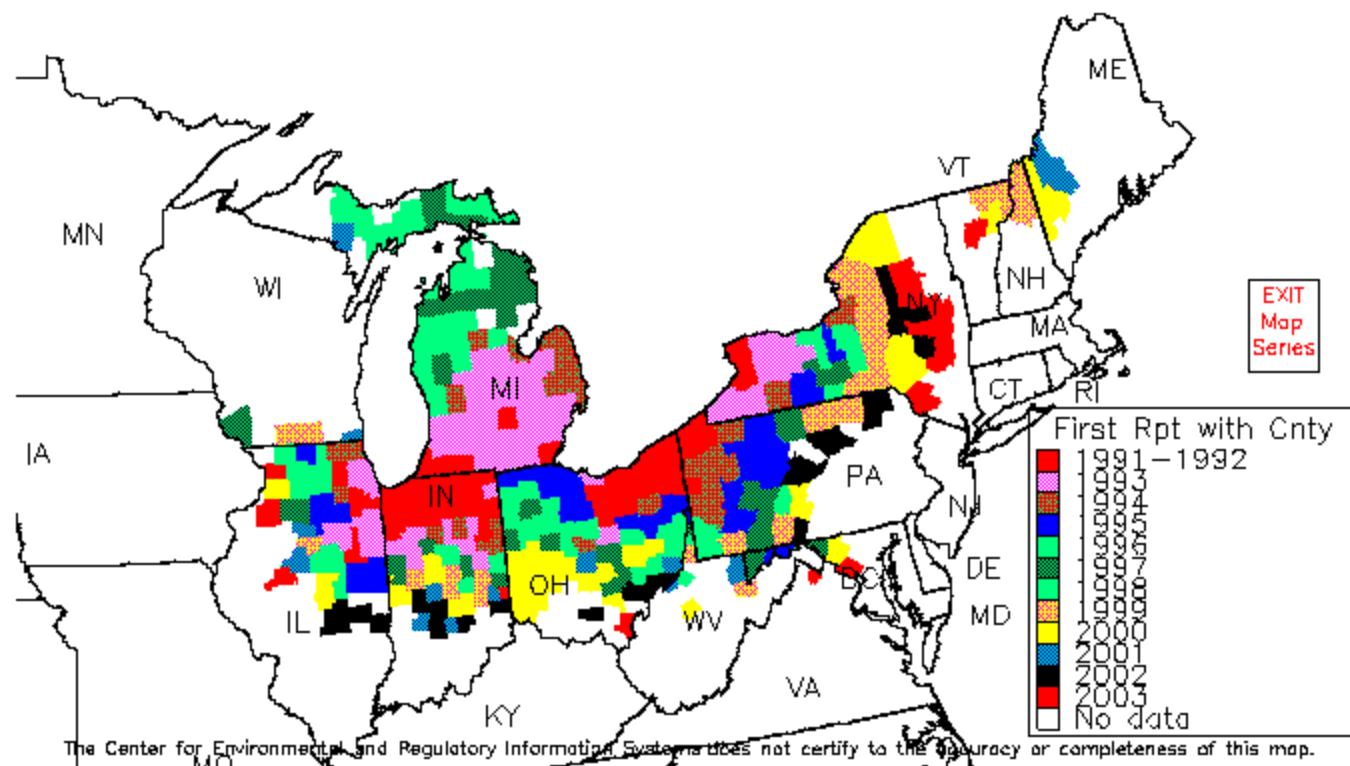 ME
VT
MN
WI
NH
NY
EXIT
Map
Series
MA
MI
CT
RI
First Rpt with Cnty
IA
1991-1992
PA
1993
IN
1994
NJ
1995
1996
DE
1997
OH
DC
1998
MD
1999
IL
WV
2000
2001
VA
2002
KY
2003
No data
The Center for Environmental and Regulatory Information Systems does not certify to the accuracy or completeness of this map.
MO